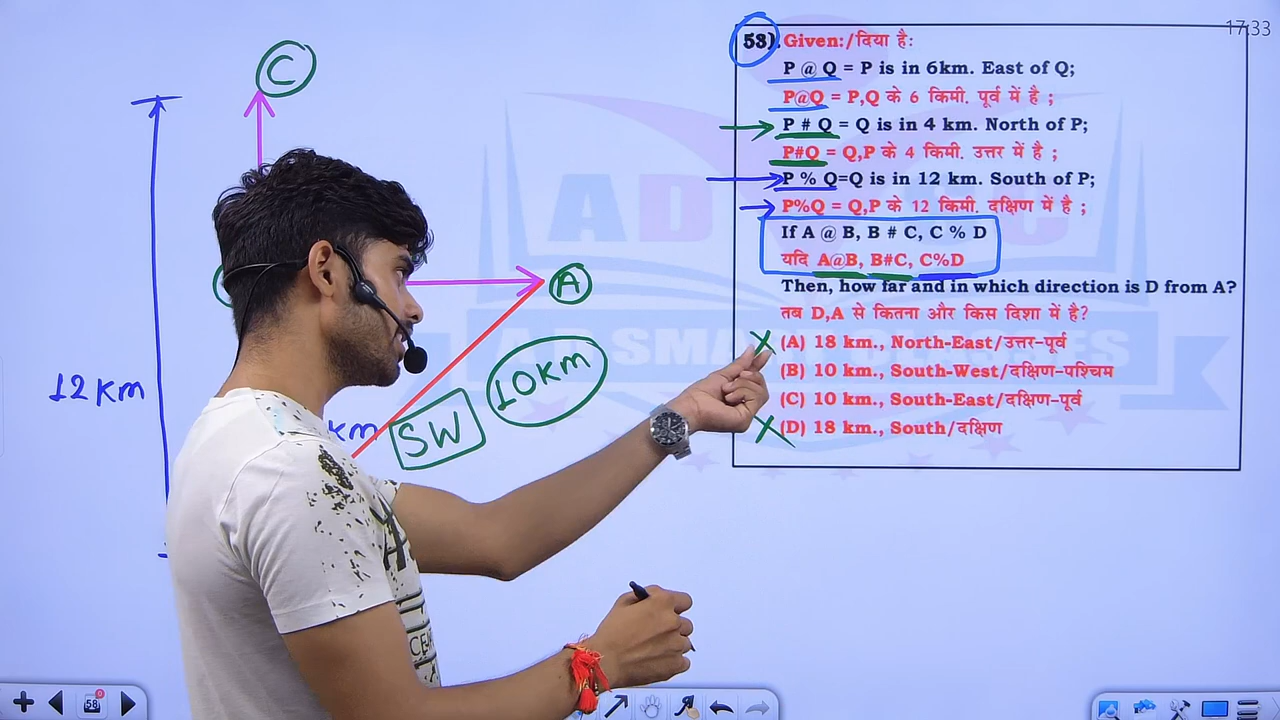 17:33
53). Given:/दिया है:
P @ Q = P is in 6km. East of Q;
P@Q = P,Q के 6 किमी. पूर्व में है ;
P # Q = Q is in 4 km. North of P;
P#Q = Q,P के 4 किमी. उत्तर में है ;
P % Q=Q is in 12 km. South of P;
P%Q = Q,P के 12 किमी. दक्षिण में है ;
If A @ B, B # C, C % D
यदि A@B, B#C, C%D
Then, how far and in which direction is D from A?
तब D,A से कितना और किस दिशा में है?
(A) 18 km., North-East/उत्तर-पूर्व
(B) 10 km., South-West/दक्षिण-पश्चिम
(C) 10 km., South-East/दक्षिण-पूर्व
(D) 18 km., South/दक्षिण
C
A
12 Km
Km
SW
10Km
58